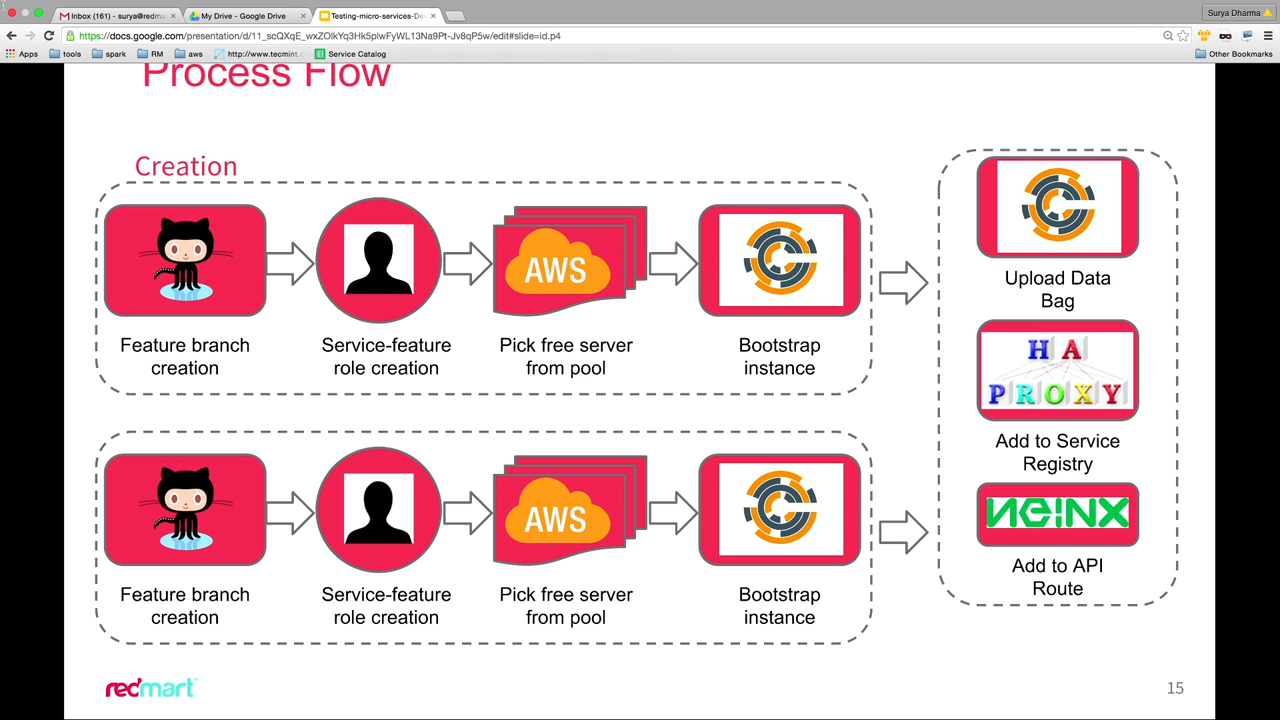 Inbox (161) - surya@redma
My Drive - Google Drive
Testing-micro-services-De
Surya Dharma
https://docs.google.com/presentation/d/11_scQXqE_wxZOlkYq3Hk5plwFyWL13Na9Pt-Jv8qP5w/edit#slide=id.p4
Apps
tools
spark
RM
aws
http://www.tecmint.c
Service Catalog
Other Bookmarks
Process Flow
Creation
AWS
Feature branch
creation
Service-feature
role creation
Pick free server
from pool
Bootstrap
instance
Upload Data
Bag
HA
PROXY
Add to Service
Registry
NGINX
Add to API
Route
AWS
Feature branch
creation
Service-feature
role creation
Pick free server
from pool
Bootstrap
instance
redmart
15